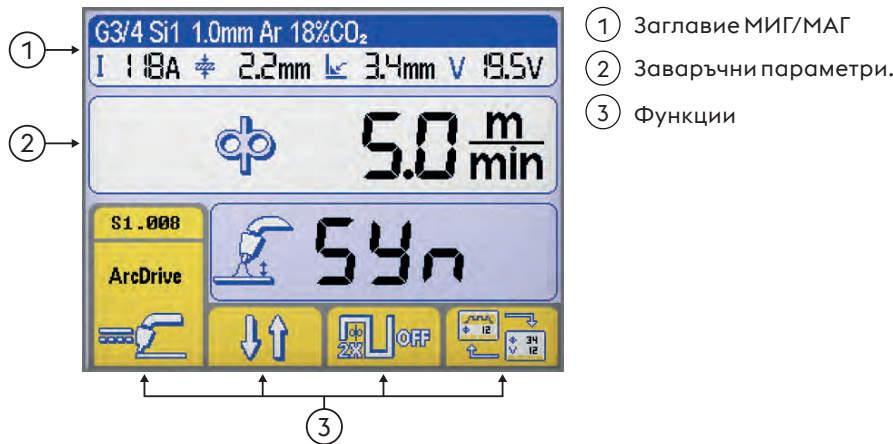 G3/4 Si1 1.0mm Ar 18%CO₂
I 118A 2.2mm 3.4mm V 19.5V
5.0 m/min
S1.008
ArcDrive
SYn
2X OFF
12
34
V 12
1
2
3
1 Заглавие МИГ/МАГ
2 Заваръчни параметри.
3 Функции